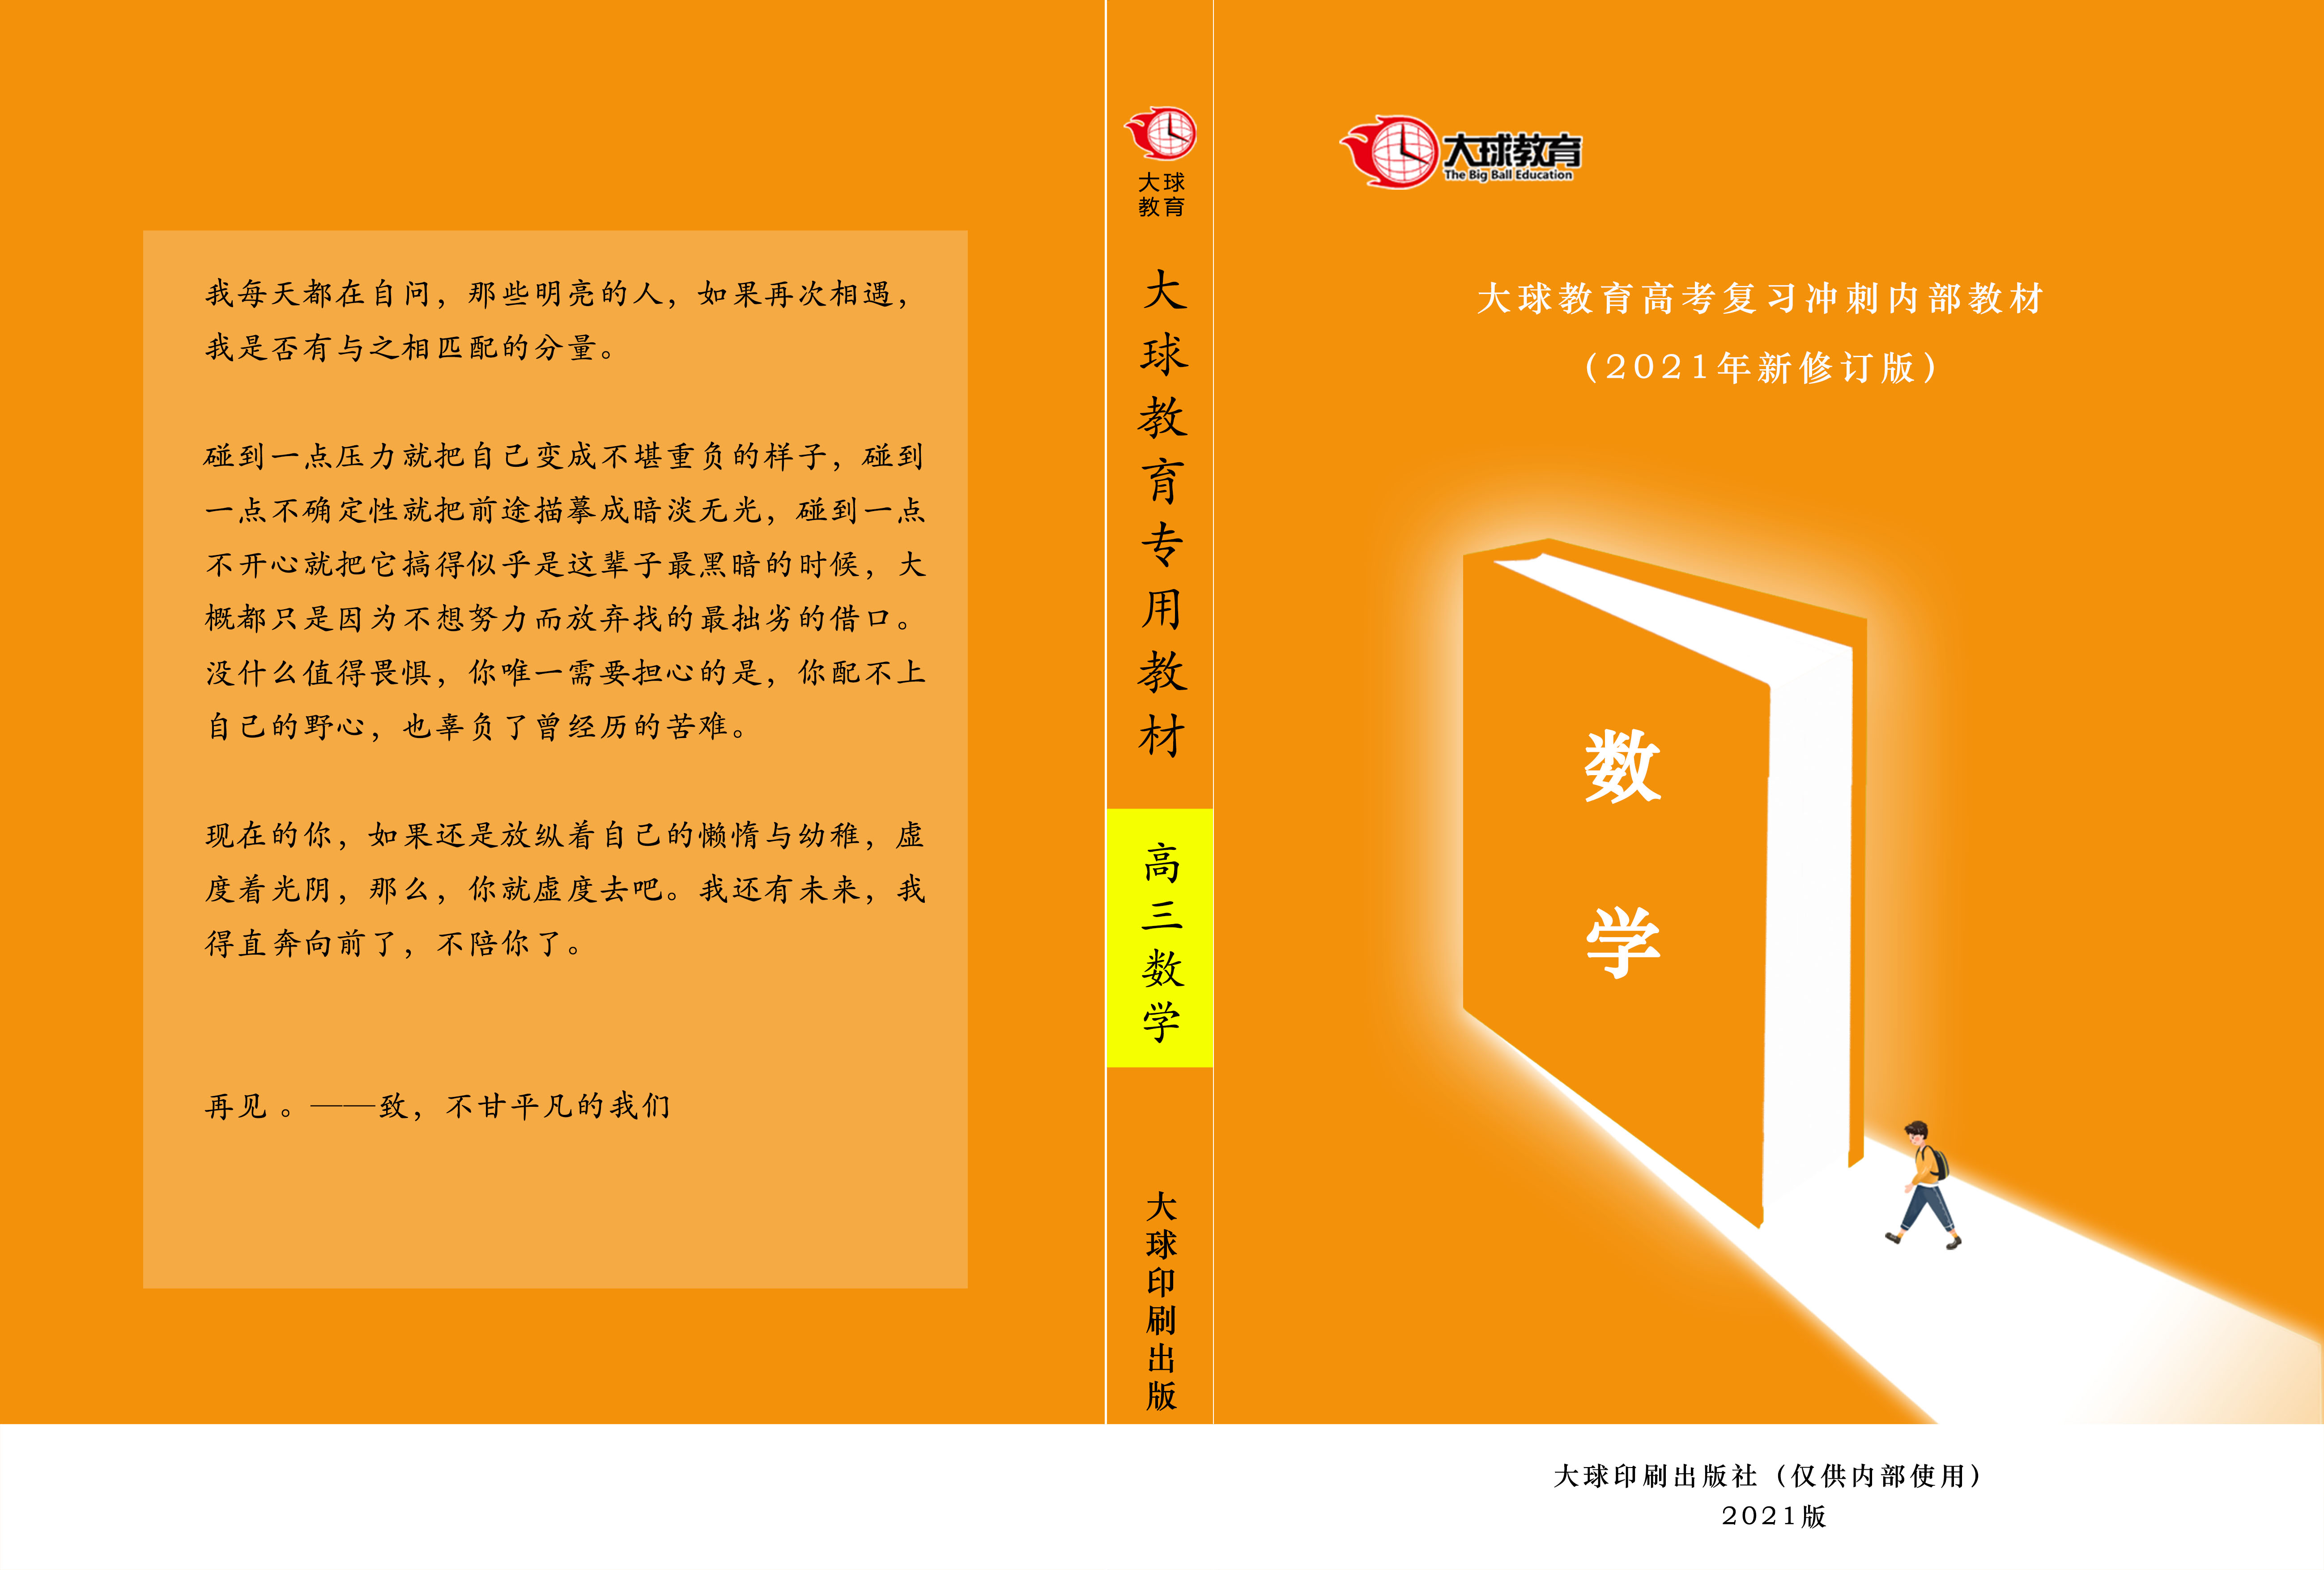 我每天都在自问，那些明亮的人，如果再次相遇，
我是否有与之相匹配的分量。
碰到一点压力就把自己变成不堪重负的样子，碰到
一点不确定性就把前途描摹成暗淡无光，碰到一点
不开心就把它搞得似乎是这辈子最黑暗的时候，大
概都只是因为不想努力而放弃找的最拙劣的借口。
没什么值得畏惧，你唯一需要担心的是，你配不上
自己的野心，也辜负了曾经历的苦难。
现在的你，如果还是放纵着自己的懒惰与幼稚，虚
度着光阴，那么，你就虚度去吧。我还有未来，我
得直奔向前了，不陪你了。
再见 。——致，不甘平凡的我们
大球
教育
大球教育专用教材
高三数学
大球印刷出版
大球教育
The Big Ball Education
大球教育高考复习冲刺内部教材
（2021年新修订版）
数学
大球印刷出版社（仅供内部使用）
2021版